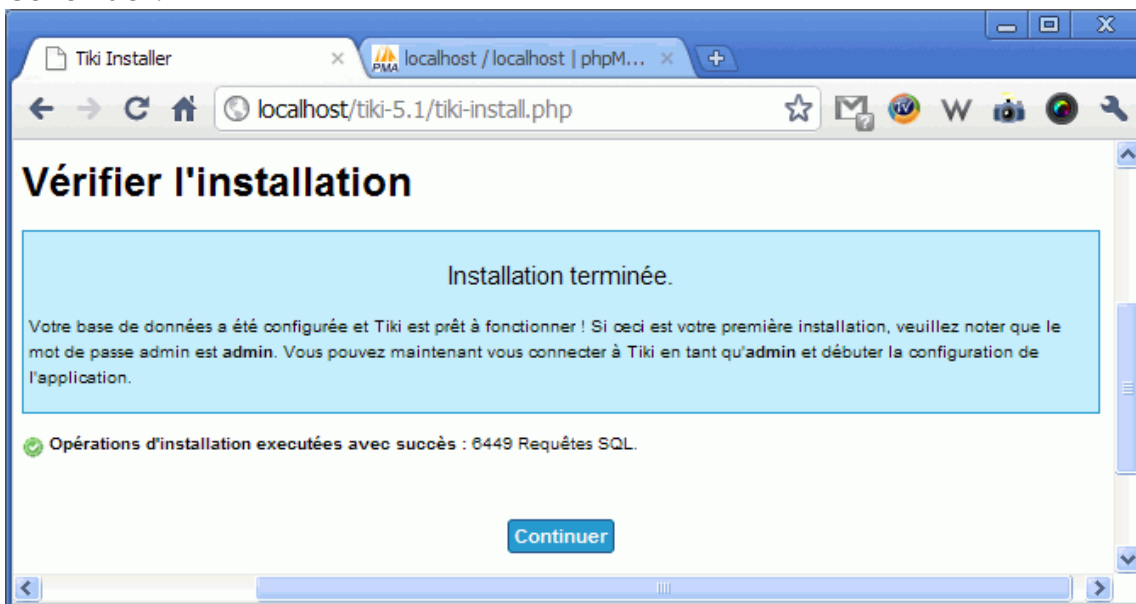 Tiki Installer
PMA localhost / localhost | phpM...
localhost/tiki-5.1/tiki-install.php
Vérifier l'installation
Installation terminée.
Votre base de données a été configurée et Tiki est prêt à fonctionner ! Si ceci est votre première installation, veuillez noter que le
mot de passe admin est admin. Vous pouvez maintenant vous connecter à Tiki en tant qu'admin et débuter la configuration de
l'application.
Opérations d'installation executées avec succès : 6449 Requêtes SQL.
Continuer